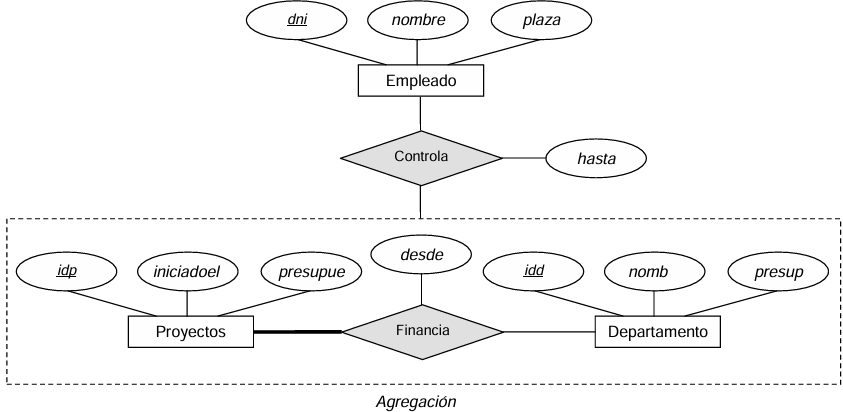 dni nombre plaza
Empleado
Controla hasta
desde
idp iniciadoel presupue idd nomb presup
Proyectos Financia Departamento
Agregación